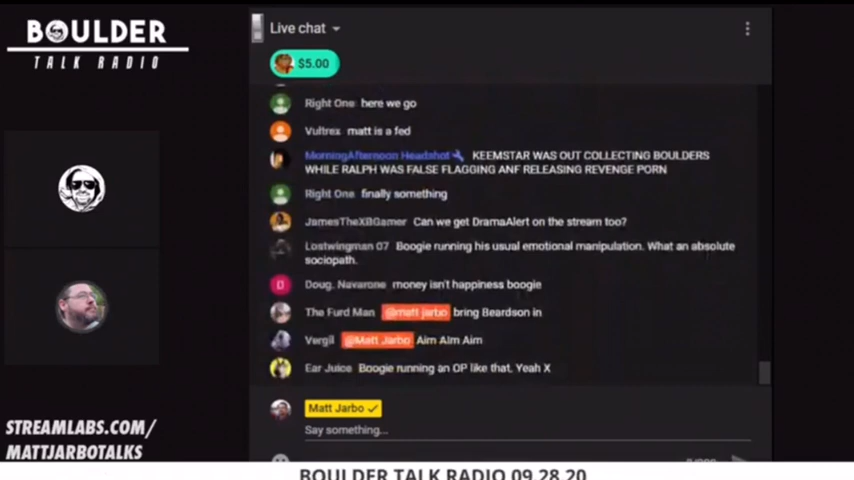 BOULDER
TALK RADIO
Live chat
$5.00
Right One here we go
Vultrex matt is a fed
MorningAfternoon Headshot KEEMSTAR WAS OUT COLLECTING BOULDERS
WHILE RALPH WAS FALSE FLAGGING ANF RELEASING REVENGE PORN
Right One finally something
JamesTheXBGamer Can we get DramaAlert on the stream too?
Lostwingman 07 Boogie running his usual emotional manipulation. What an absolute
sociopath.
D
Doug. Navarone money isn't happiness boogie
The Furd Man @matt jarbo bring Beardson in
Vergil @Matt Jarbo Aim AIm Aim
Ear Juice Boogie running an OP like that. Yeah X
Matt Jarbo
Say something...
STREAMLABS.COM/
MATTJARBOTALKS
BOULDER TALK RADIO 09.28.20